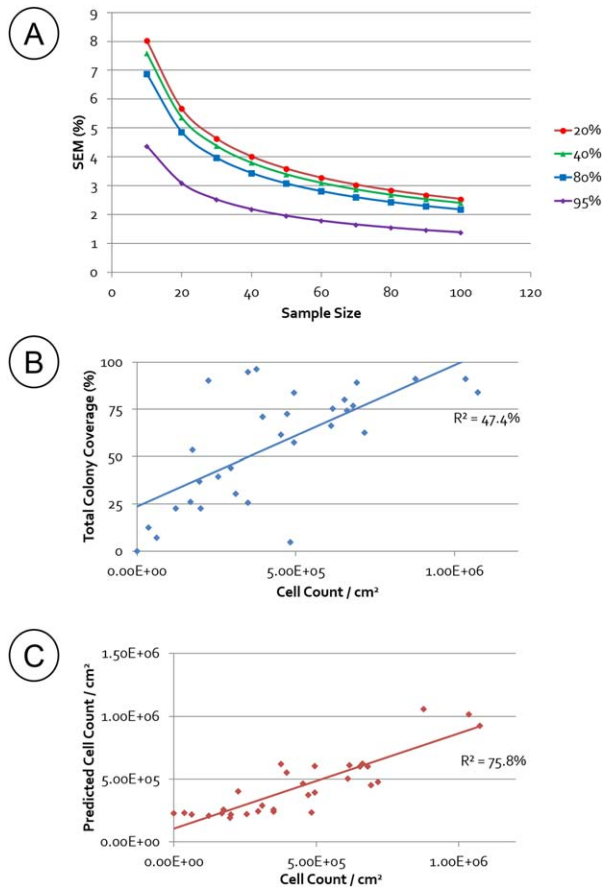 A
9
8
7
6
5
4
3
2
1
0
SEM (%)
0 20 40 60 80 100 120
Sample Size
20%
40%
80%
95%
B
100
75
50
25
0
Total Colony Coverage (%)
R² = 47.4%
0.00E+00 5.00E+05 1.00E+06
Cell Count / cm²
C
1.50E+06
1.00E+06
5.00E+05
0.00E+00
Predicted Cell Count / cm²
R² = 75.8%
0.00E+00 5.00E+05 1.00E+06
Cell Count / cm²